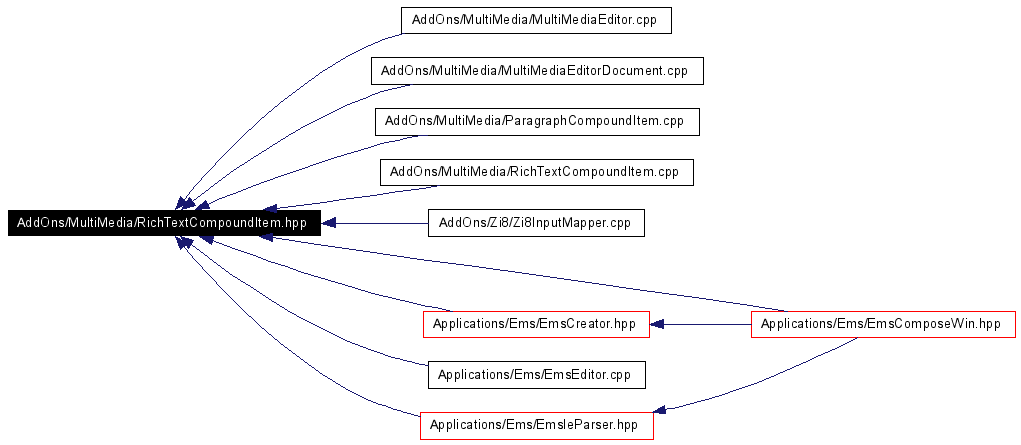 AddOns/MultiMedia/MultiMediaEditor.cpp
AddOns/MultiMedia/MultiMediaEditorDocument.cpp
AddOns/MultiMedia/ParagraphCompoundItem.cpp
AddOns/MultiMedia/RichTextCompoundItem.cpp
AddOns/MultiMedia/RichTextCompoundItem.hpp
AddOns/Zi8/Zi8InputMapper.cpp
Applications/Ems/EmsCreator.hpp
Applications/Ems/EmsComposeWin.hpp
Applications/Ems/EmsEditor.cpp
Applications/Ems/EmsleParser.hpp